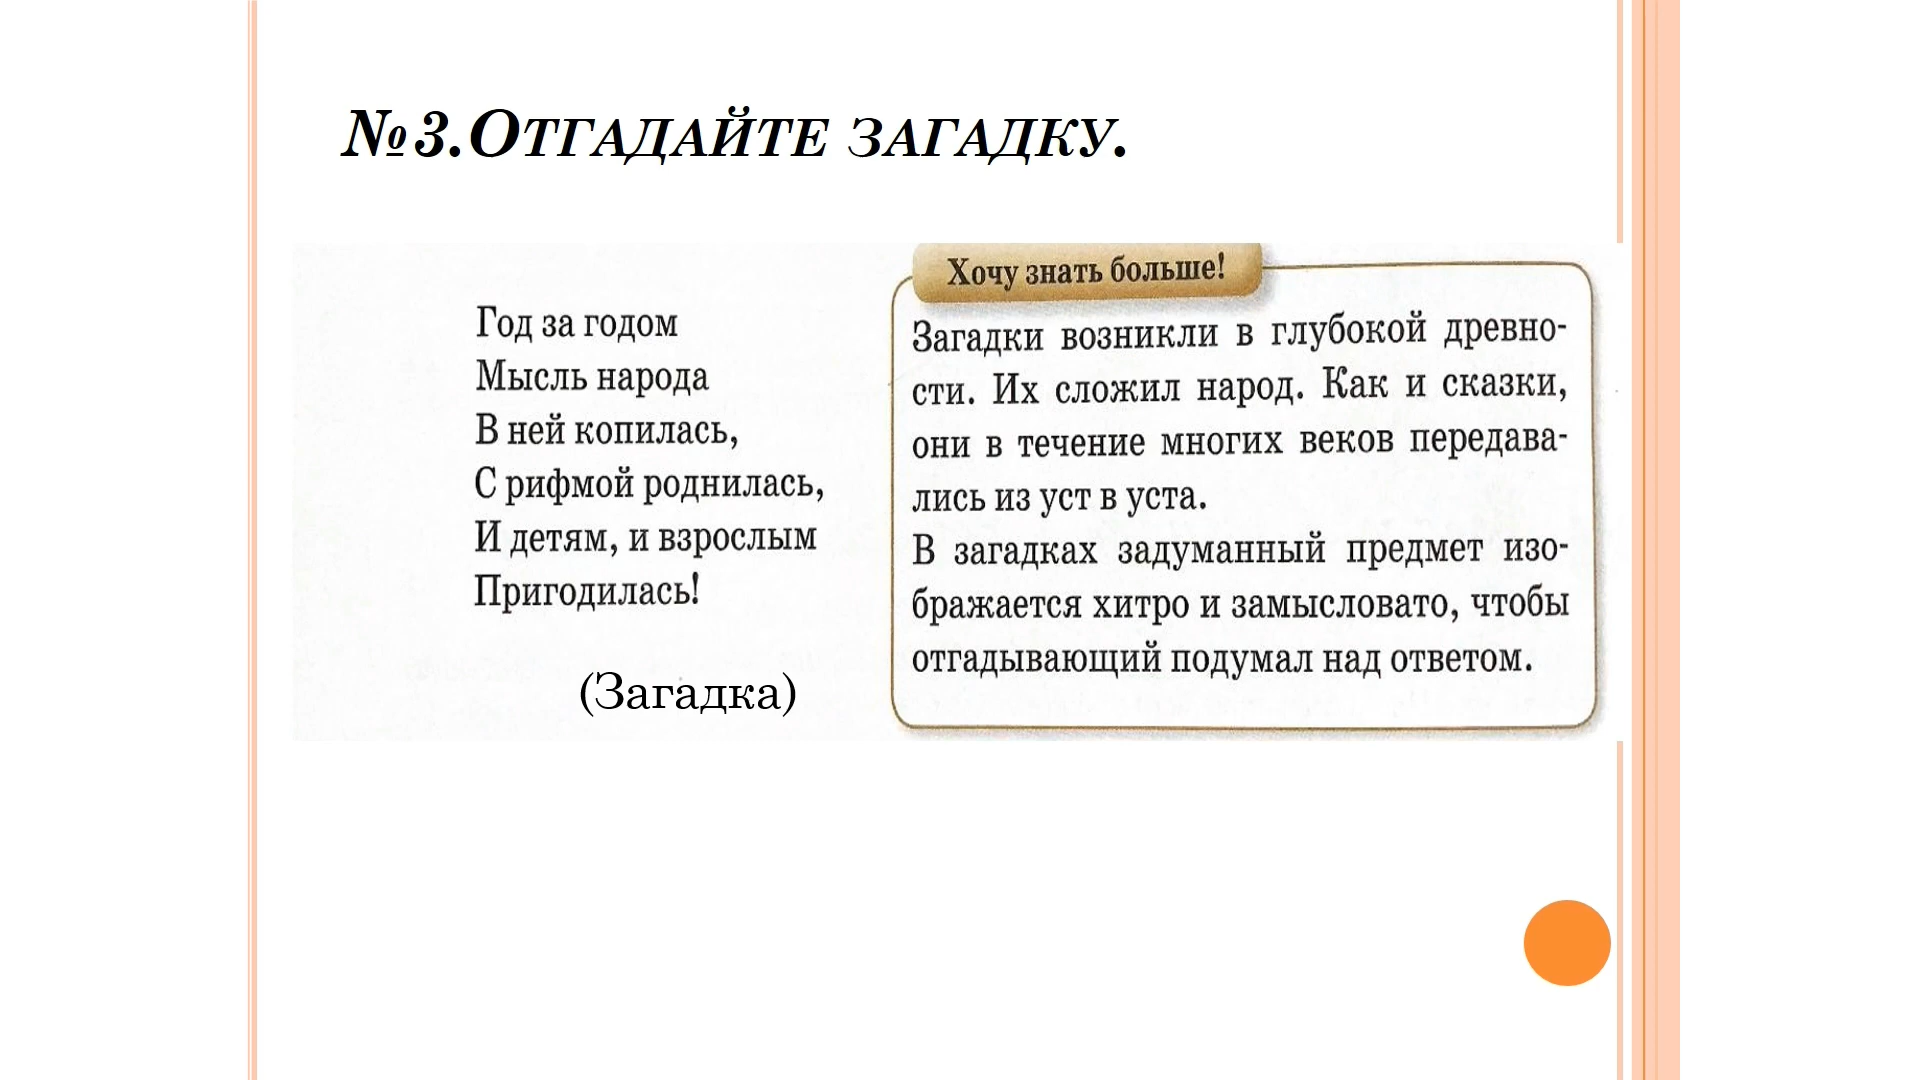 №3.Отгадайте загадку.
Год за годом
Мысль народа
В ней копилась,
С рифмой роднилась,
И детям, и взрослым
Пригодилась!
(Загадка)
Хочу знать больше!
Загадки возникли в глубокой древно-
сти. Их сложил народ. Как и сказки,
они в течение многих веков передава-
лись из уст в уста.
В загадках задуманный предмет изо-
бражается хитро и замысловато, чтобы
отгадывающий подумал над ответом.